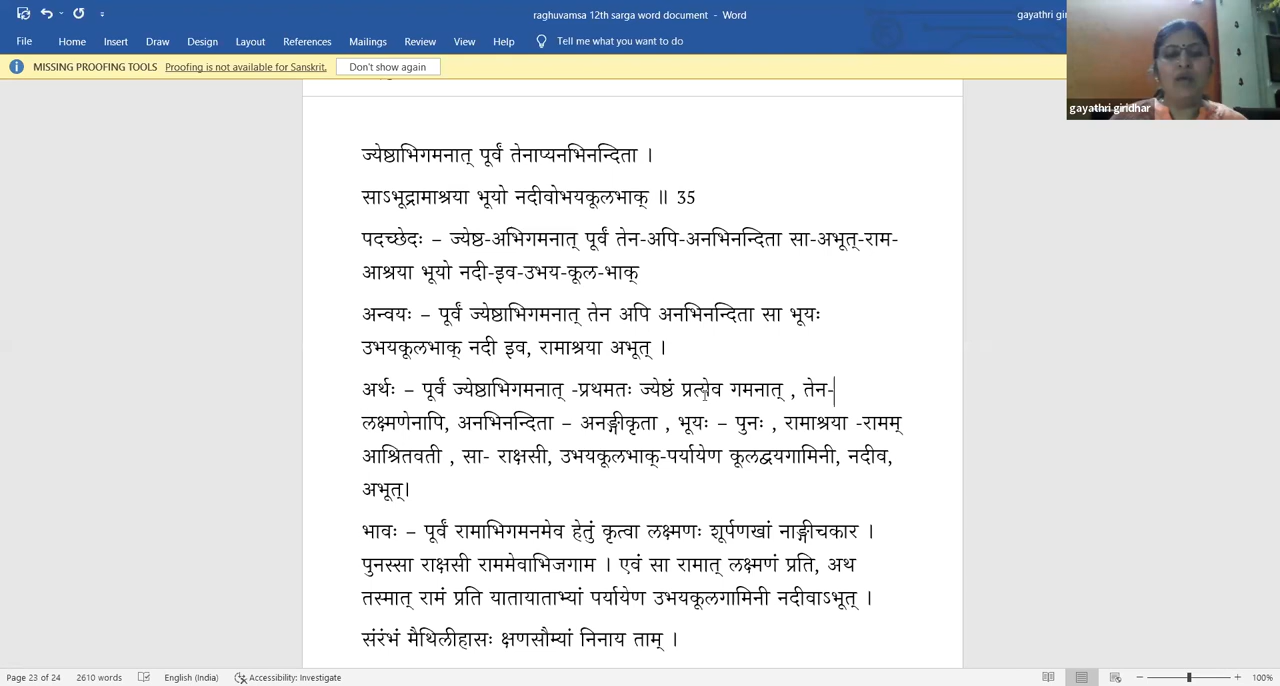 raghuvamsa 12th sarga word document - Word
gayathri gi
File Home Insert Draw Design Layout References Mailings Review View Help Tell me what you want to do
MISSING PROOFING TOOLS Proofing is not available for Sanskrit. Don't show again
gayathri giridhar
ज्येष्ठाभिगमनात् पूर्वं तेनाप्यनभिनन्दिता ।
साऽभूद्रामाश्रया भूयो नदीवोभयकूलभाक् ॥ 35
पदच्छेदः – ज्येष्ठ-अभिगमनात् पूर्वं तेन-अपि-अनभिनन्दिता सा-अभूत्-राम-
आश्रया भूयो नदी-इव-उभय-कूल-भाक्
अन्वयः – पूर्वं ज्येष्ठाभिगमनात् तेन अपि अनभिनन्दिता सा भूयः
उभयकूलभाक् नदी इव, रामाश्रया अभूत् ।
अर्थः – पूर्वं ज्येष्ठाभिगमनात् -प्रथमतः ज्येष्ठं प्रत्येव गमनात् , तेन-
लक्ष्मणेनापि, अनभिनन्दिता – अनङ्गीकृता , भूयः – पुनः , रामाश्रया -रामम्
आश्रितवती , सा- राक्षसी, उभयकूलभाक्-पर्यायेण कूलद्वयगामिनी, नदीव,
अभूत्।
भावः – पूर्वं रामाभिगमनमेव हेतुं कृत्वा लक्ष्मणः शूर्पणखां नाङ्गीचकार ।
पुनस्सा राक्षसी राममेवाभिजगाम । एवं सा रामात् लक्ष्मणं प्रति, अथ
तस्मात् रामं प्रति यातायाताभ्यां पर्यायेण उभयकूलगामिनी नदीवाऽभूत् ।
संरंभं मैथिलीहासः क्षणसौम्यां निनाय ताम् ।
Page 23 of 24 2610 words English (India) Accessibility: Investigate 100%